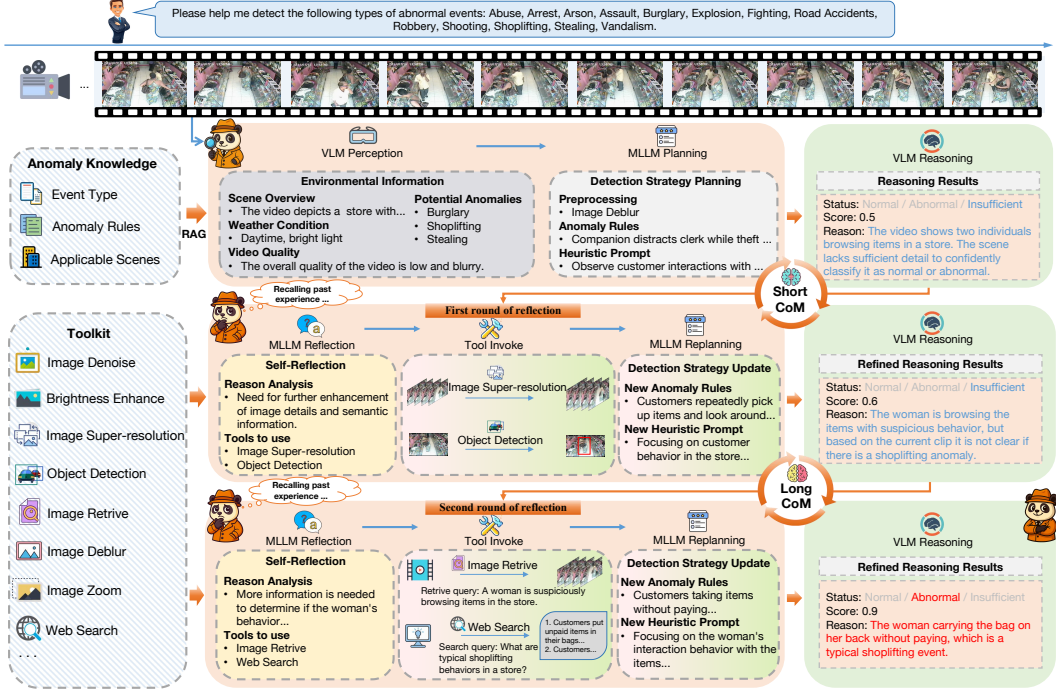 Please help me detect the following types of abnormal events: Abuse, Arrest, Arson, Assault, Burglary, Explosion, Fighting, Road Accidents,
Robbery, Shooting, Shoplifting, Stealing, Vandalism.
...
Anomaly Knowledge
Event Type
Anomaly Rules
Applicable Scenes
RAG
VLM Perception
MLLM Planning
Environmental Information
Scene Overview
• The video depicts a store with...
Weather Condition
• Daytime, bright light
Video Quality
• The overall quality of the video is low and blurry.
Potential Anomalies
• Burglary
• Shoplifting
• Stealing
Detection Strategy Planning
Preprocessing
• Image Deblur
Anomaly Rules
• Companion distracts clerk while theft ...
Heuristic Prompt
• Observe customer interactions with ...
VLM Reasoning
Reasoning Results
Status: Normal / Abnormal / Insufficient
Score: 0.5
Reason: The video shows two individuals
browsing items in a store. The scene
lacks sufficient detail to confidently
classify it as normal or abnormal.
Short
CoM
Toolkit
Image Denoise
Brightness Enhance
Image Super-resolution
Object Detection
Image Retrive
Image Deblur
Image Zoom
Web Search
...
Recalling past
experience ...
First round of reflection
MLLM Reflection
Tool Invoke
MLLM Replanning
Self-Reflection
Reason Analysis
• Need for further enhancement
of image details and semantic
information.
Tools to use
• Image Super-resolution
• Object Detection
Image Super-resolution
Object Detection
Detection Strategy Update
New Anomaly Rules
• Customers repeatedly pick
up items and look around...
New Heuristic Prompt
• Focusing on customer
behavior in the store...
VLM Reasoning
Refined Reasoning Results
Status: Normal / Abnormal / Insufficient
Score: 0.6
Reason: The woman is browsing the
items with suspicious behavior, but
based on the current clip it is not clear if
there is a shoplifting anomaly.
Long
CoM
Recalling past
experience ...
Second round of reflection
MLLM Reflection
Tool Invoke
MLLM Replanning
Self-Reflection
Reason Analysis
• More information is needed
to determine if the woman's
behavior...
Tools to use
• Image Retrive
• Web Search
Image Retrive
Retrive query: A woman is suspiciously
browsing items in the store.
Web Search
Search query: What are
typical shoplifting
behaviors in a store?
1. Customers put
unpaid items in
their bags...
2. Customers...
Detection Strategy Update
New Anomaly Rules
• Customers taking items
without paying...
New Heuristic Prompt
• Focusing on the woman's
interaction behavior with the
items...
VLM Reasoning
Refined Reasoning Results
Status: Normal / Abnormal / Insufficient
Score: 0.9
Reason: The woman carrying the bag on
her back without paying, which is a
typical shoplifting event.